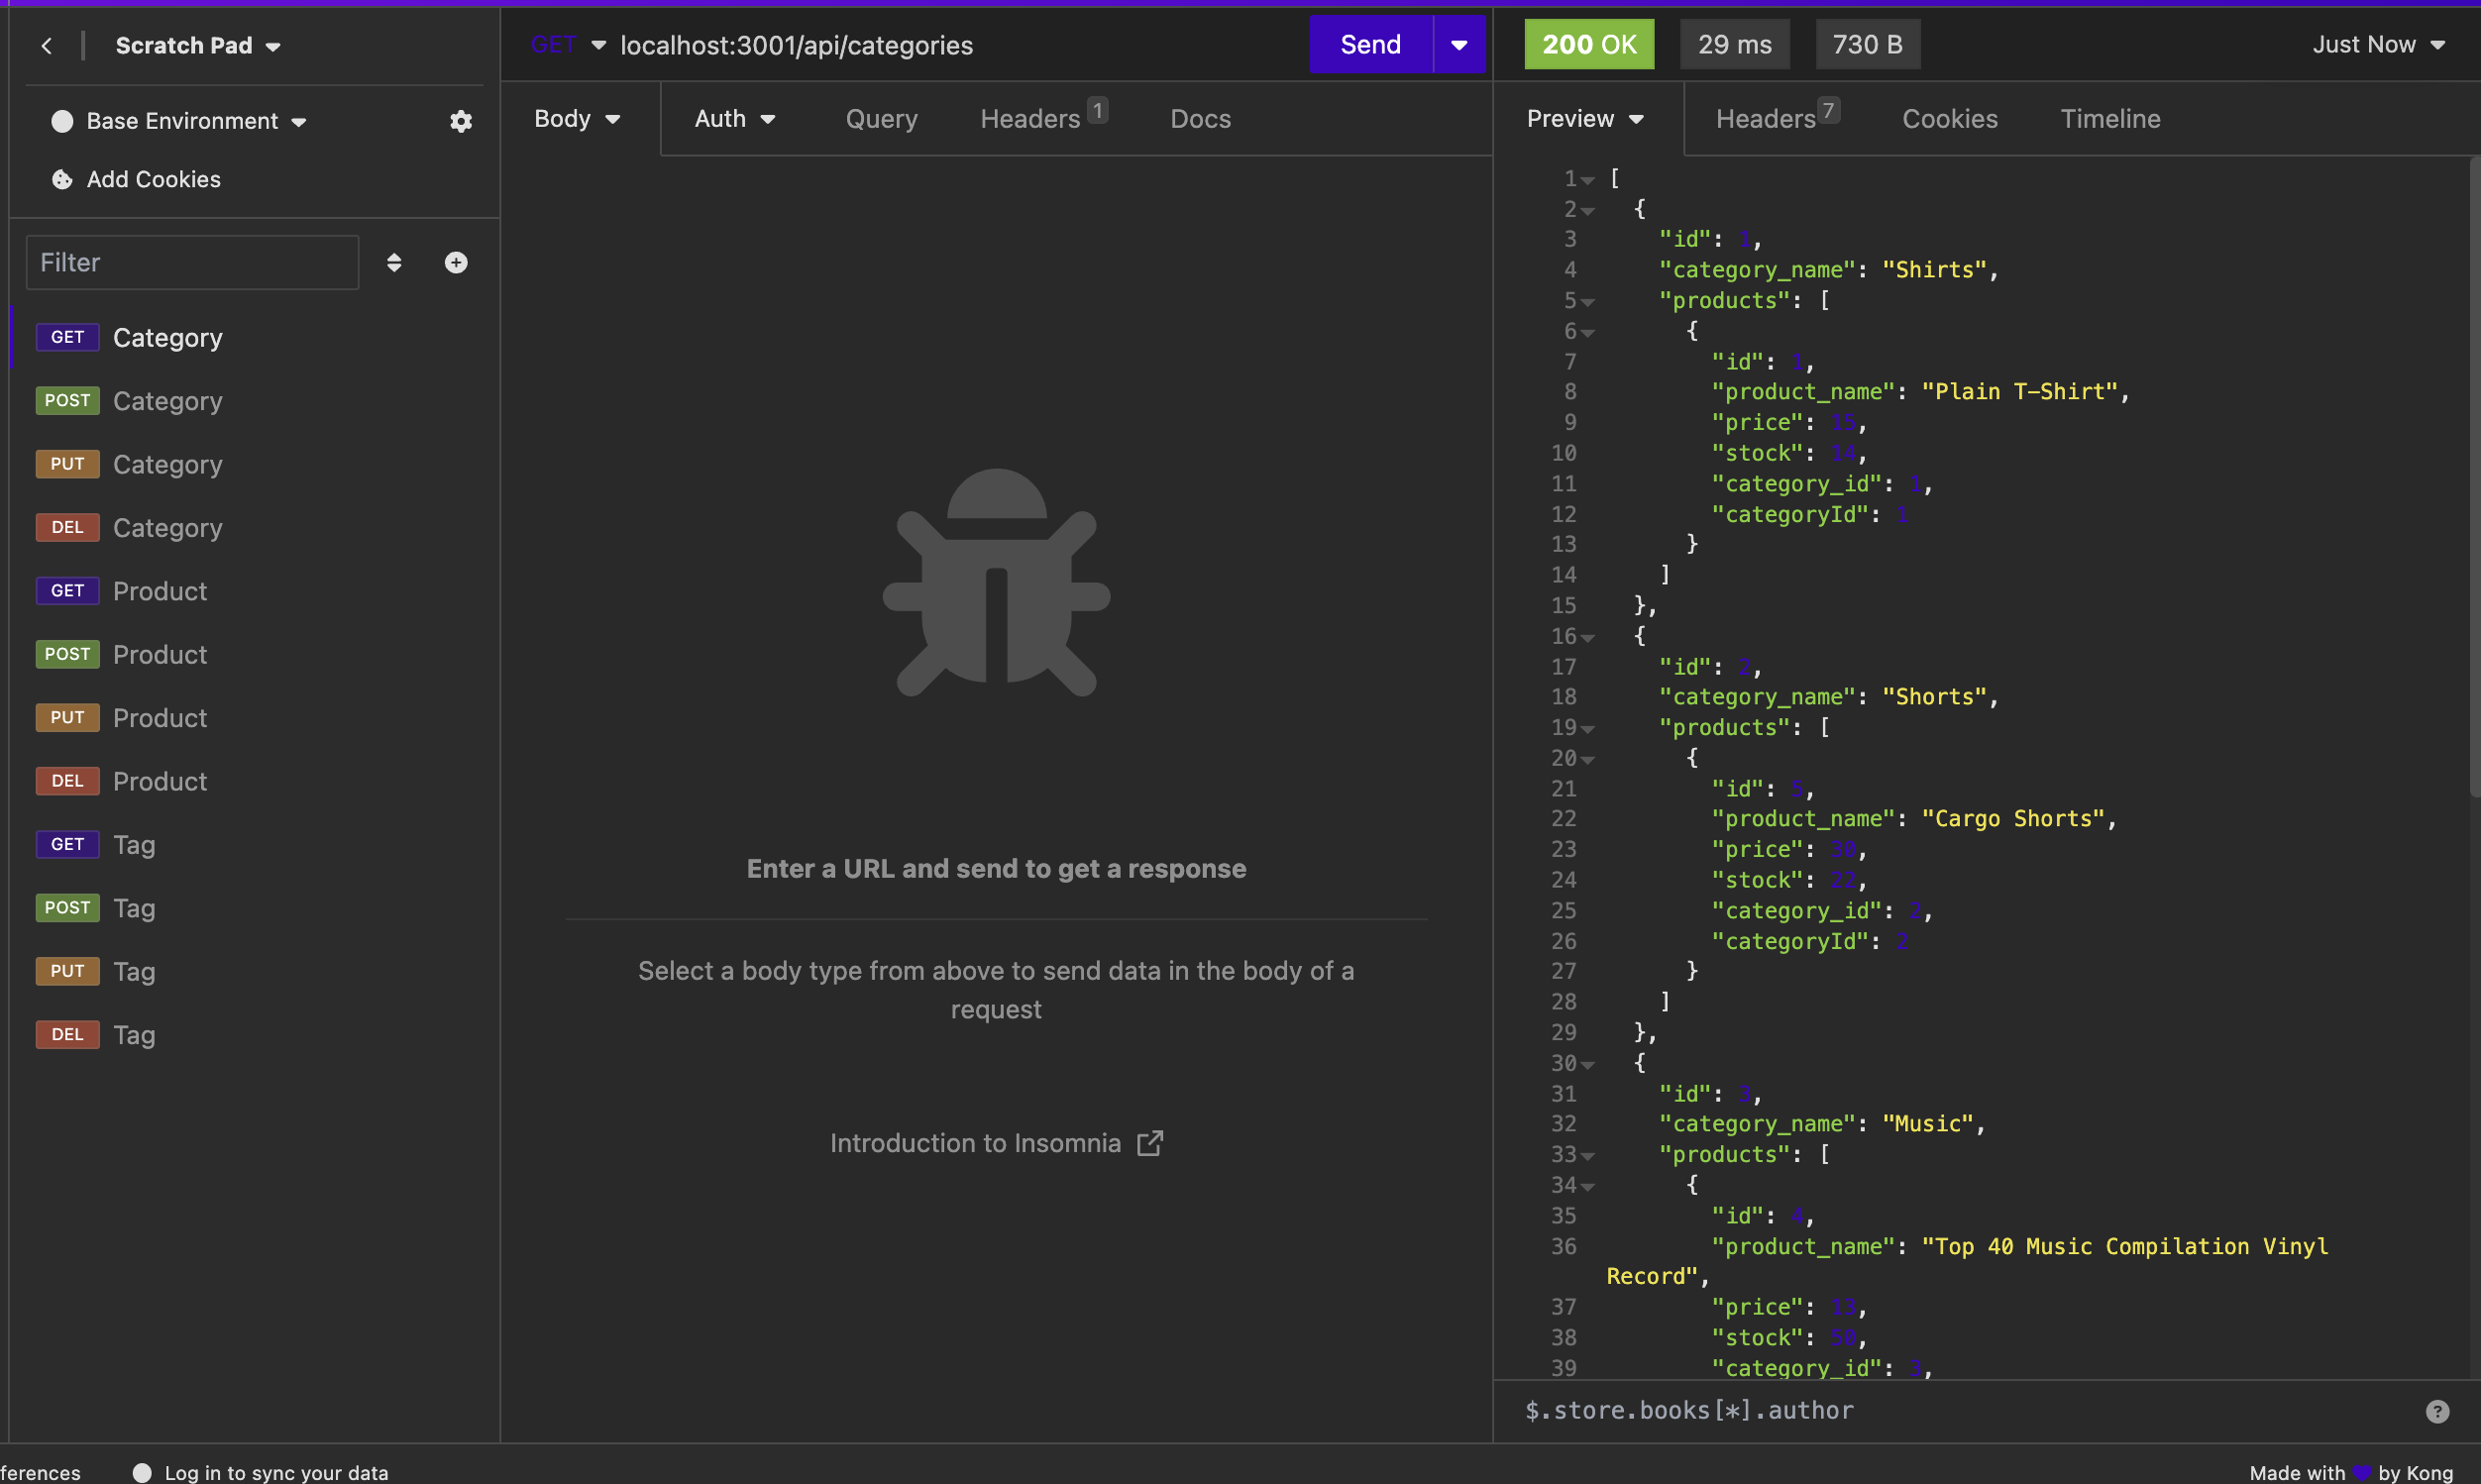 Scratch Pad
Base Environment
Add Cookies
Filter
GET Category
POST Category
PUT Category
DEL Category
GET Product
POST Product
PUT Product
DEL Product
GET Tag
POST Tag
PUT Tag
DEL Tag
GET localhost:3001/api/categories Send
Body Auth Query Headers 1 Docs
Enter a URL and send to get a response
Select a body type from above to send data in the body of a
request
Introduction to Insomnia
200 OK 29 ms 730 B Just Now
Preview Headers 7 Cookies Timeline
1 [
2 {
3 "id": 1,
4 "category_name": "Shirts",
5 "products": [
6 {
7 "id": 1,
8 "product_name": "Plain T-Shirt",
9 "price": 15,
10 "stock": 14,
11 "category_id": 1,
12 "categoryId": 1
13 }
14 ]
15 },
16 {
17 "id": 2,
18 "category_name": "Shorts",
19 "products": [
20 {
21 "id": 5,
22 "product_name": "Cargo Shorts",
23 "price": 30,
24 "stock": 22,
25 "category_id": 2,
26 "categoryId": 2
27 }
28 ]
29 },
30 {
31 "id": 3,
32 "category_name": "Music",
33 "products": [
34 {
35 "id": 4,
36 "product_name": "Top 40 Music Compilation Vinyl
Record",
37 "price": 13,
38 "stock": 50,
39 "category_id": 3,
$.store.books[*].author
ferences Log in to sync your data Made with 💜 by Kong